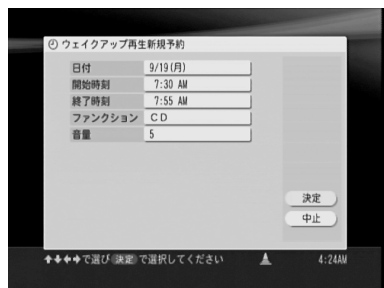 ウェイクアップ再生新規予約
日付 9/19(月)
開始時刻 7:30 AM
終了時刻 7:55 AM
ファンクション CD
音量 5
決定
中止
↑↓←→で選び 決定 で選択してください 4:24AM